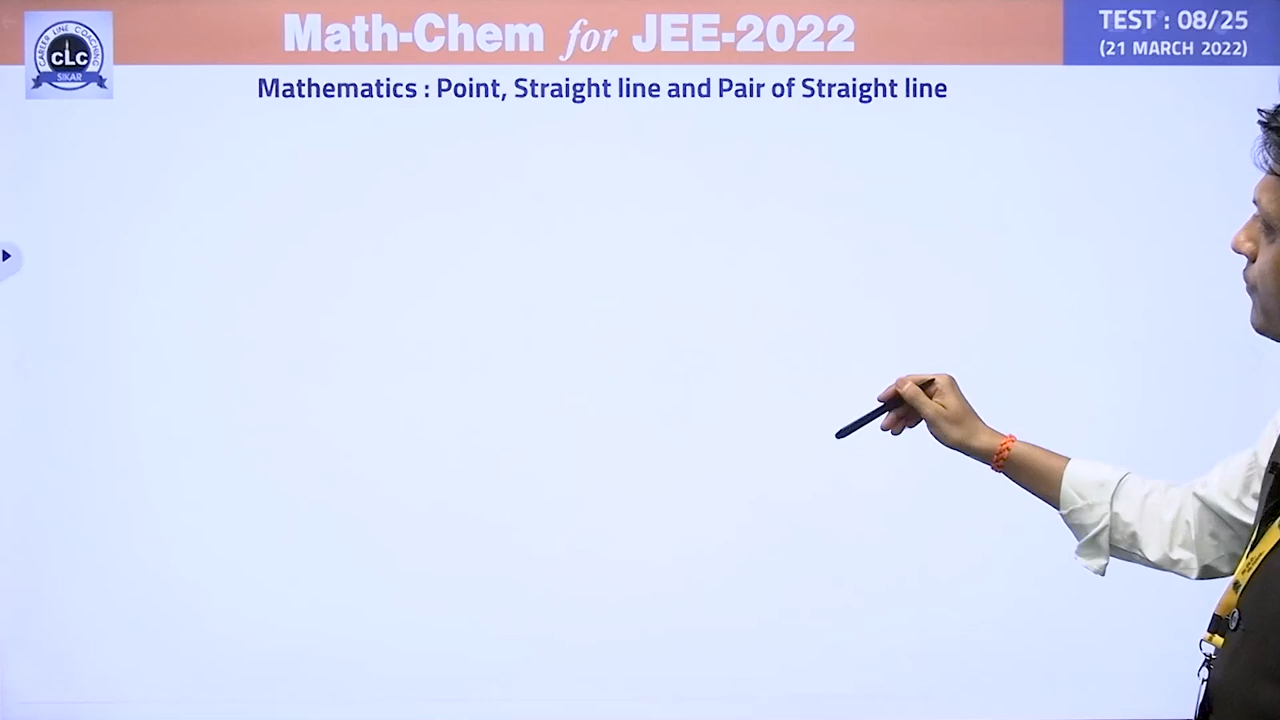 Math-Chem for JEE-2022
TEST : 08/25
(21 MARCH 2022)
CAREER LINE COACHING
CLC
SIKAR
Mathematics : Point, Straight line and Pair of Straight line